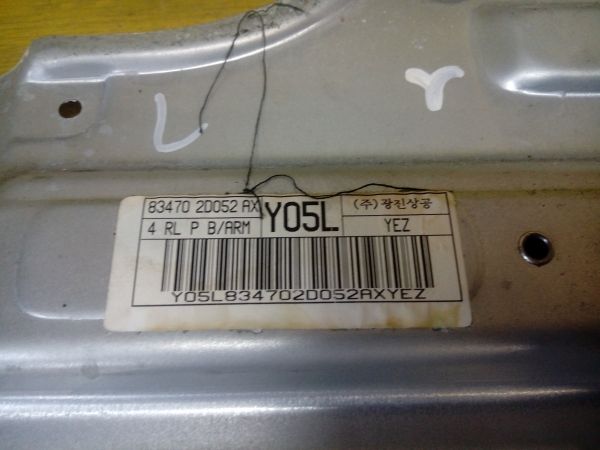 L Y
83470 2D052 AX Y05L (주)광진상공
4 RL P B/ARM YEZ
Y05L834702D052AXYEZ